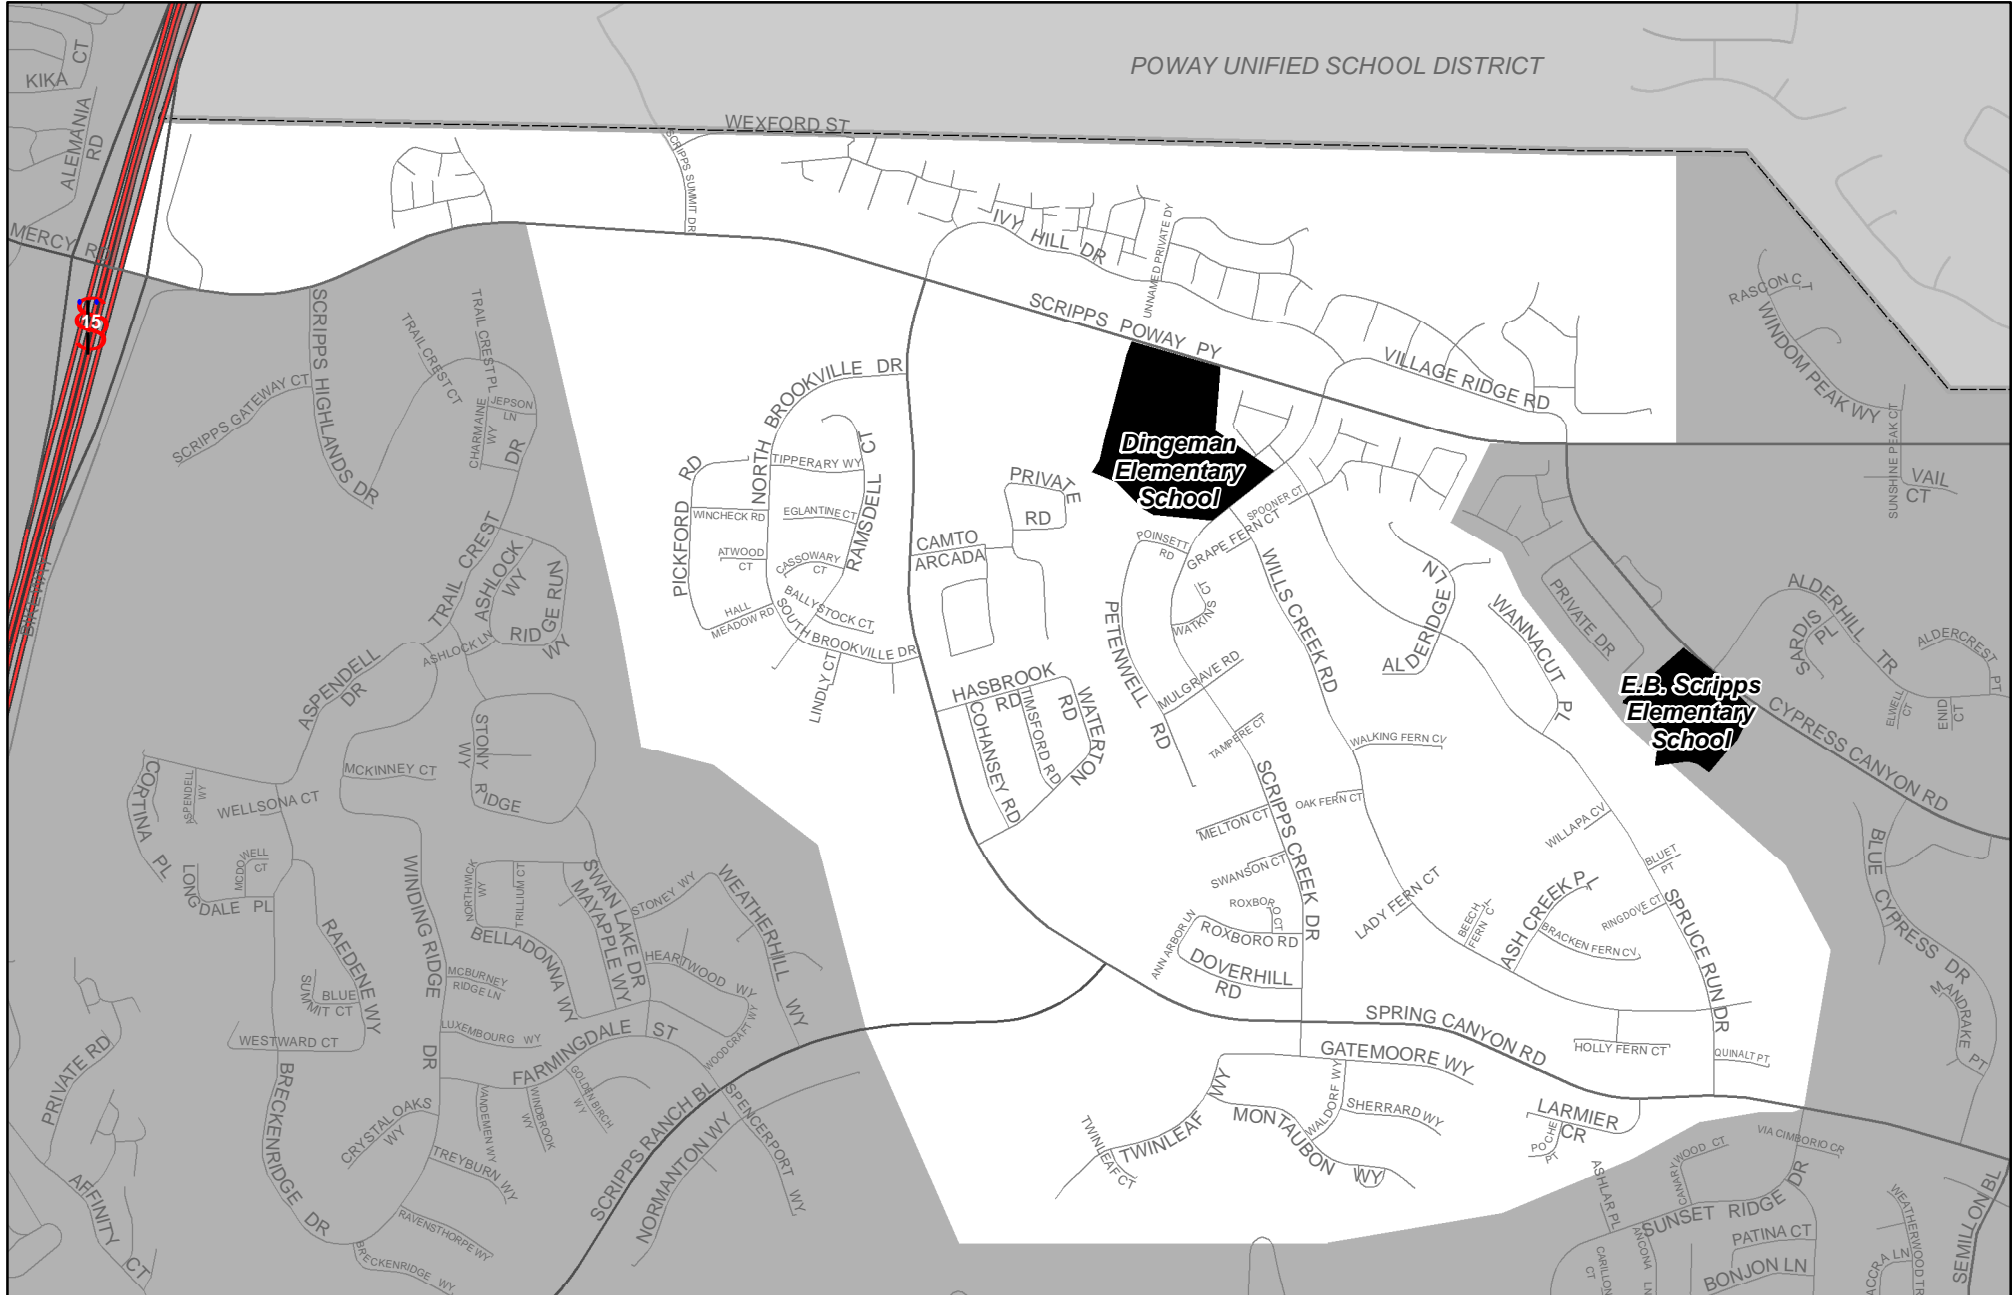 POWAY UNIFIED SCHOOL DISTRICT
KIKA
CT
ALEMANIA
RD
WEXFORD ST
SCRIPPS SUMMIT DR
MERCY RD
15
IVY HILL DR
UNNAMED PRIVATE DY
SCRIPPS POWAY PY
VILLAGE RIDGE RD
RASCON CT
WINDOM PEAK WY
SUNSHINE PEAK CT
VAIL
CT
SCRIPPS GATEWAY CT
SCRIPPS HIGHLANDS DR
TRAIL CREST CT
TRAIL CREST PL
JEPSON
LN
CHARMAINE
WY
TRAIL CREST DR
NORTH BROOKVILLE DR
TIPPERARY WY
RAMSDELL CT
PICKFORD RD
WINCHECK RD
EGLANTINE CT
ATWOOD
CT
CASSOWARY
CT
BALLYSTOCK CT
HALL
MEADOW RD
SOUTH BROOKVILLE DR
LINDLY CT
Dingeman
Elementary
School
PRIVATE
RD
CAMTO
ARCADA
SPOONER CT
GRAPE FERN CT
POINSETT
RD
WATKINS CT
PETENWELL RD
MULGRAVE RD
WILLS CREEK RD
ALDERIDGE LN
WANNACUT PL
PRIVATE DR
ALDERHILL TR
SARDIS
PL
ALDERCREST
PT
ELWELL
CT
ENID
CT
E.B. Scripps
Elementary
School
CYPRESS CANYON RD
BIKEWAY
ASHLOCK
WY
RIDGE RUN
WY
ASHLOCK LN
ASPENDELL
DR
STONY RIDGE
WY
HASBROOK
RD
WATERTON
RD
TIMSFORD RD
COHANSEY RD
TAMPERE CT
WALKING FERN CV
SCRIPPS CREEK DR
OAK FERN CT
MELTON CT
SWANSON CT
WILLAPA CV
BLUET
PT
CORTINA PL
ASPENDELL
WY
WELLSONA CT
MCKINNEY CT
MCDOWELL
CT
LONGDALE PL
WINDING RIDGE DR
NORTHWICK
WY
TRILLIUM CT
SWAN LAKE DR
MAYAPPLE WY
STONEY WY
WEATHERHILL WY
BELLADONNA WY
HEARTWOOD WY
RAEDENE WY
BLUE
SUMMIT CT
MCBURNEY
RIDGE LN
WESTWARD CT
LUXEMBOURG WY
FARMINGDALE ST
WOODCRAFT WY
ROXBORO CT
ROXBORO RD
ANN ARBOR LN
DOVERHILL
RD
LADY FERN CT
BEECH
FERN CT
ASH CREEK PT
BRACKEN FERN CV
RINGDOVE CT
SPRUCE RUN DR
BLUE CYPRESS DR
MANDRAKE PT
SPRING CANYON RD
HOLLY FERN CT
QUINALT PT
GATEMOORE WY
WALDORF WY
SHERRARD WY
MONTAUBON WY
TWINLEAF WY
TWINLEAF CT
LARMIER
CR
POCHE
PT
PRIVATE RD
BRECKENRIDGE DR
CRYSTAL OAKS
WY
VANDEMEN WY
WINDBROOK
WY
GOLDEN BIRCH
WY
TREYBURN WY
SCRIPPS RANCH BL
SPENCERPORT WY
NORMANTON WY
AFFINITY CT
RAVENSTHORPE WY
BRECKENRIDGE WY
ASHLAR PL
CANARYWOOD CT
VIA CIMBORIO CR
SUNSET RIDGE DR
PATINA CT
BONJON LN
CARILLON
CT
ANCONA LN
WEATHERWOOD TR
ACCRA LN
SEMILLON BL